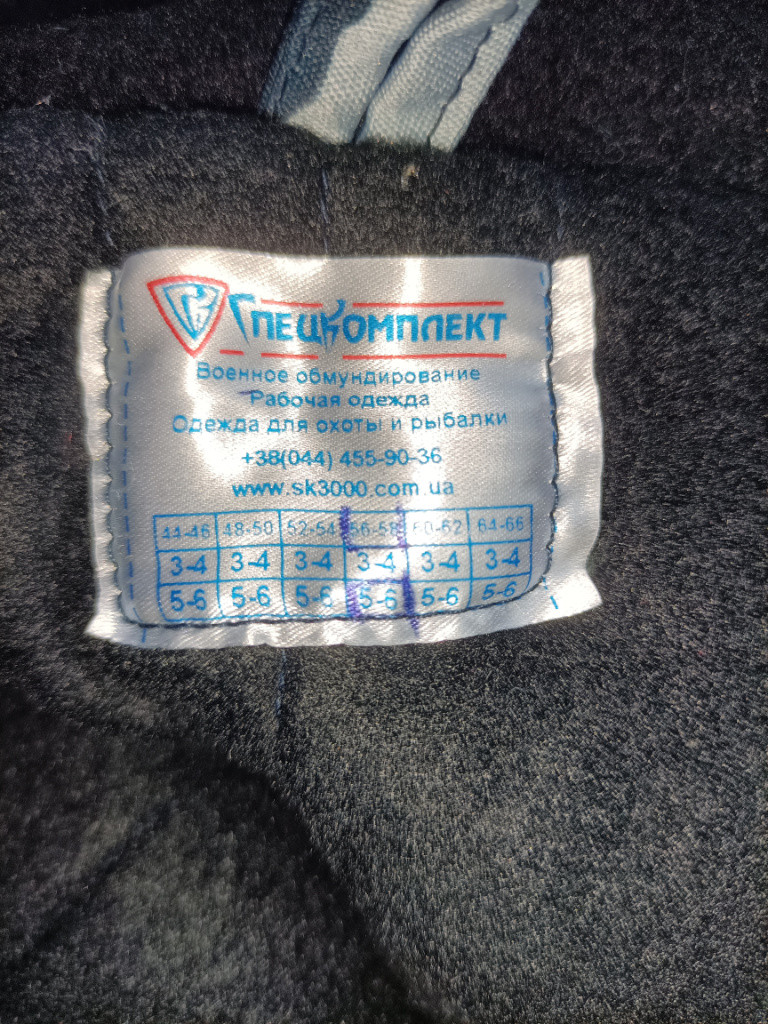 СПЕЦКОМПЛЕКТ
Военное обмундирование
Рабочая одежда
Одежда для охоты и рыбалки
+38(044) 455-90-36
www.sk3000.com.ua
44-46 48-50 52-54 56-58 60-62 64-66
3-4 3-4 3-4 3-4 3-4 3-4
5-6 5-6 5-6 5-6 5-6 5-6